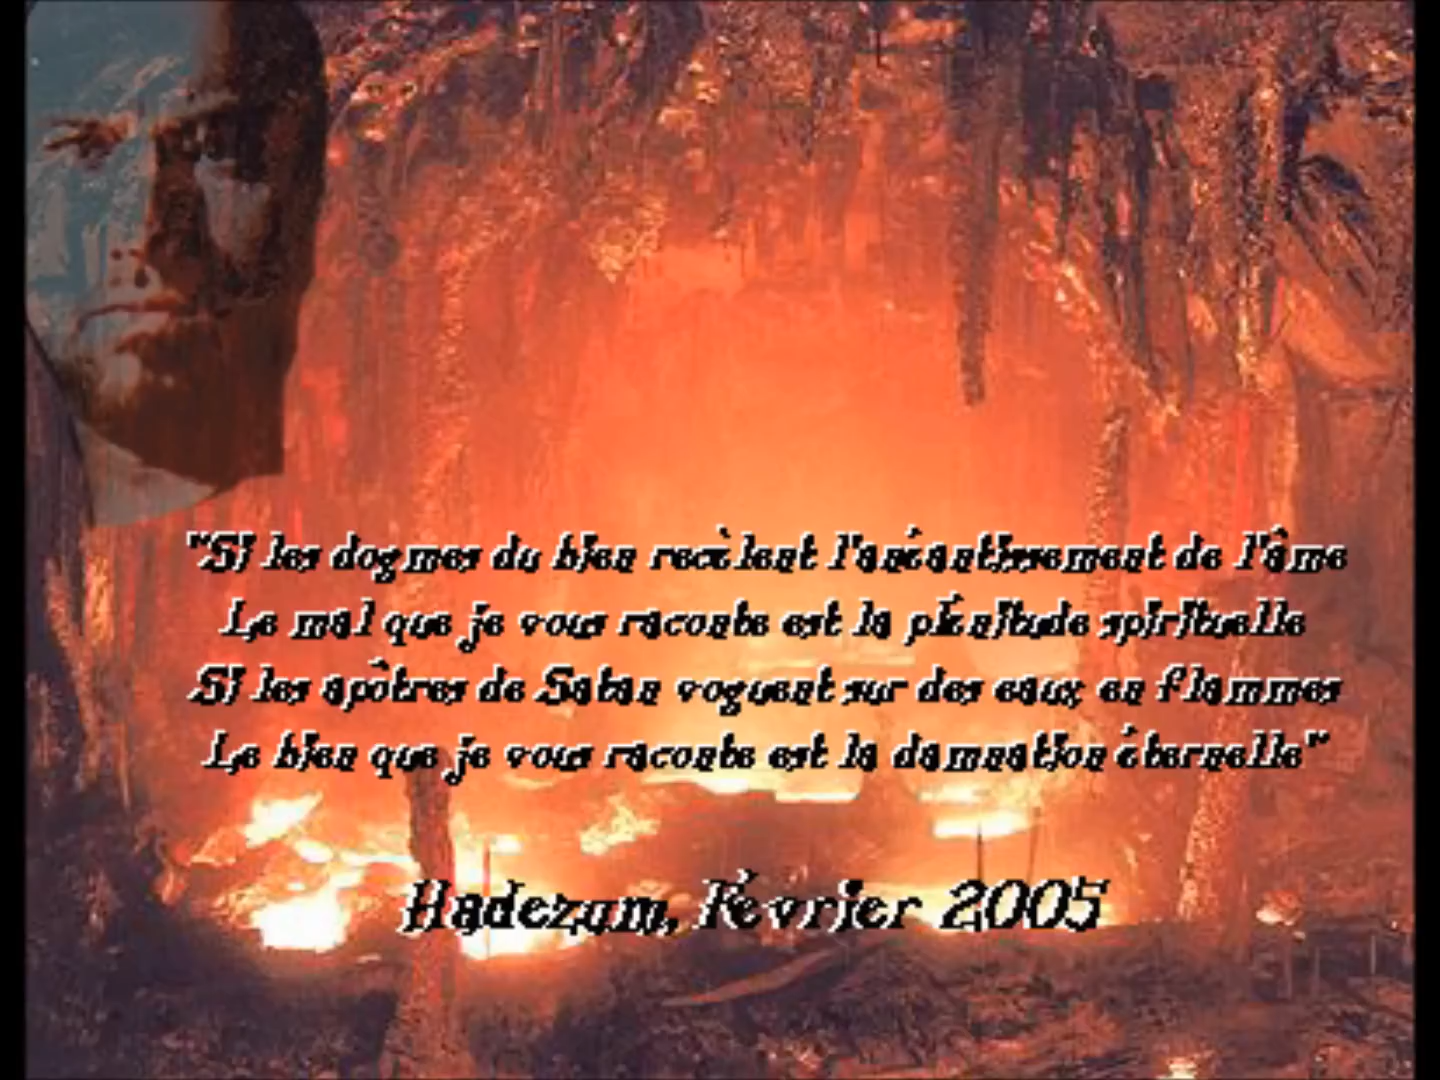 "Si les dogmes du bien recèlent l'anéantissement de l'âme
Le mal que je vous raconte est la plénitude spirituelle
Si les apôtres de Satan voguent sur des eaux en flammes
Le bien que je vous raconte est la damnation éternelle"
Hadezum, Février 2005